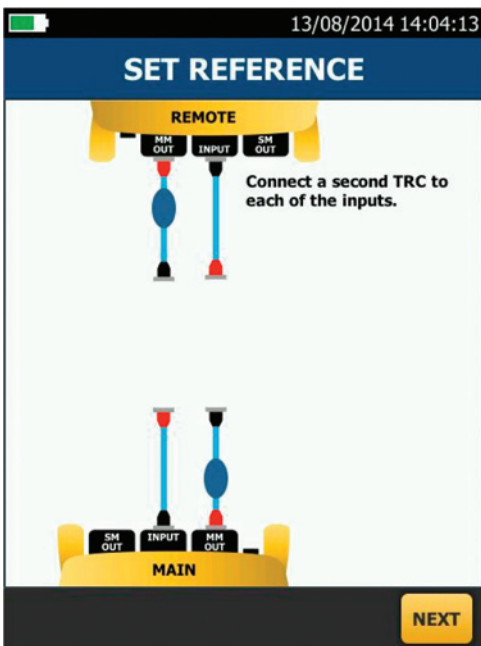 13/08/2014 14:04:13
SET REFERENCE
REMOTE
MM
OUT
INPUT
SM
OUT
Connect a second TRC to
each of the inputs.
SM
OUT
INPUT
MM
OUT
MAIN
NEXT